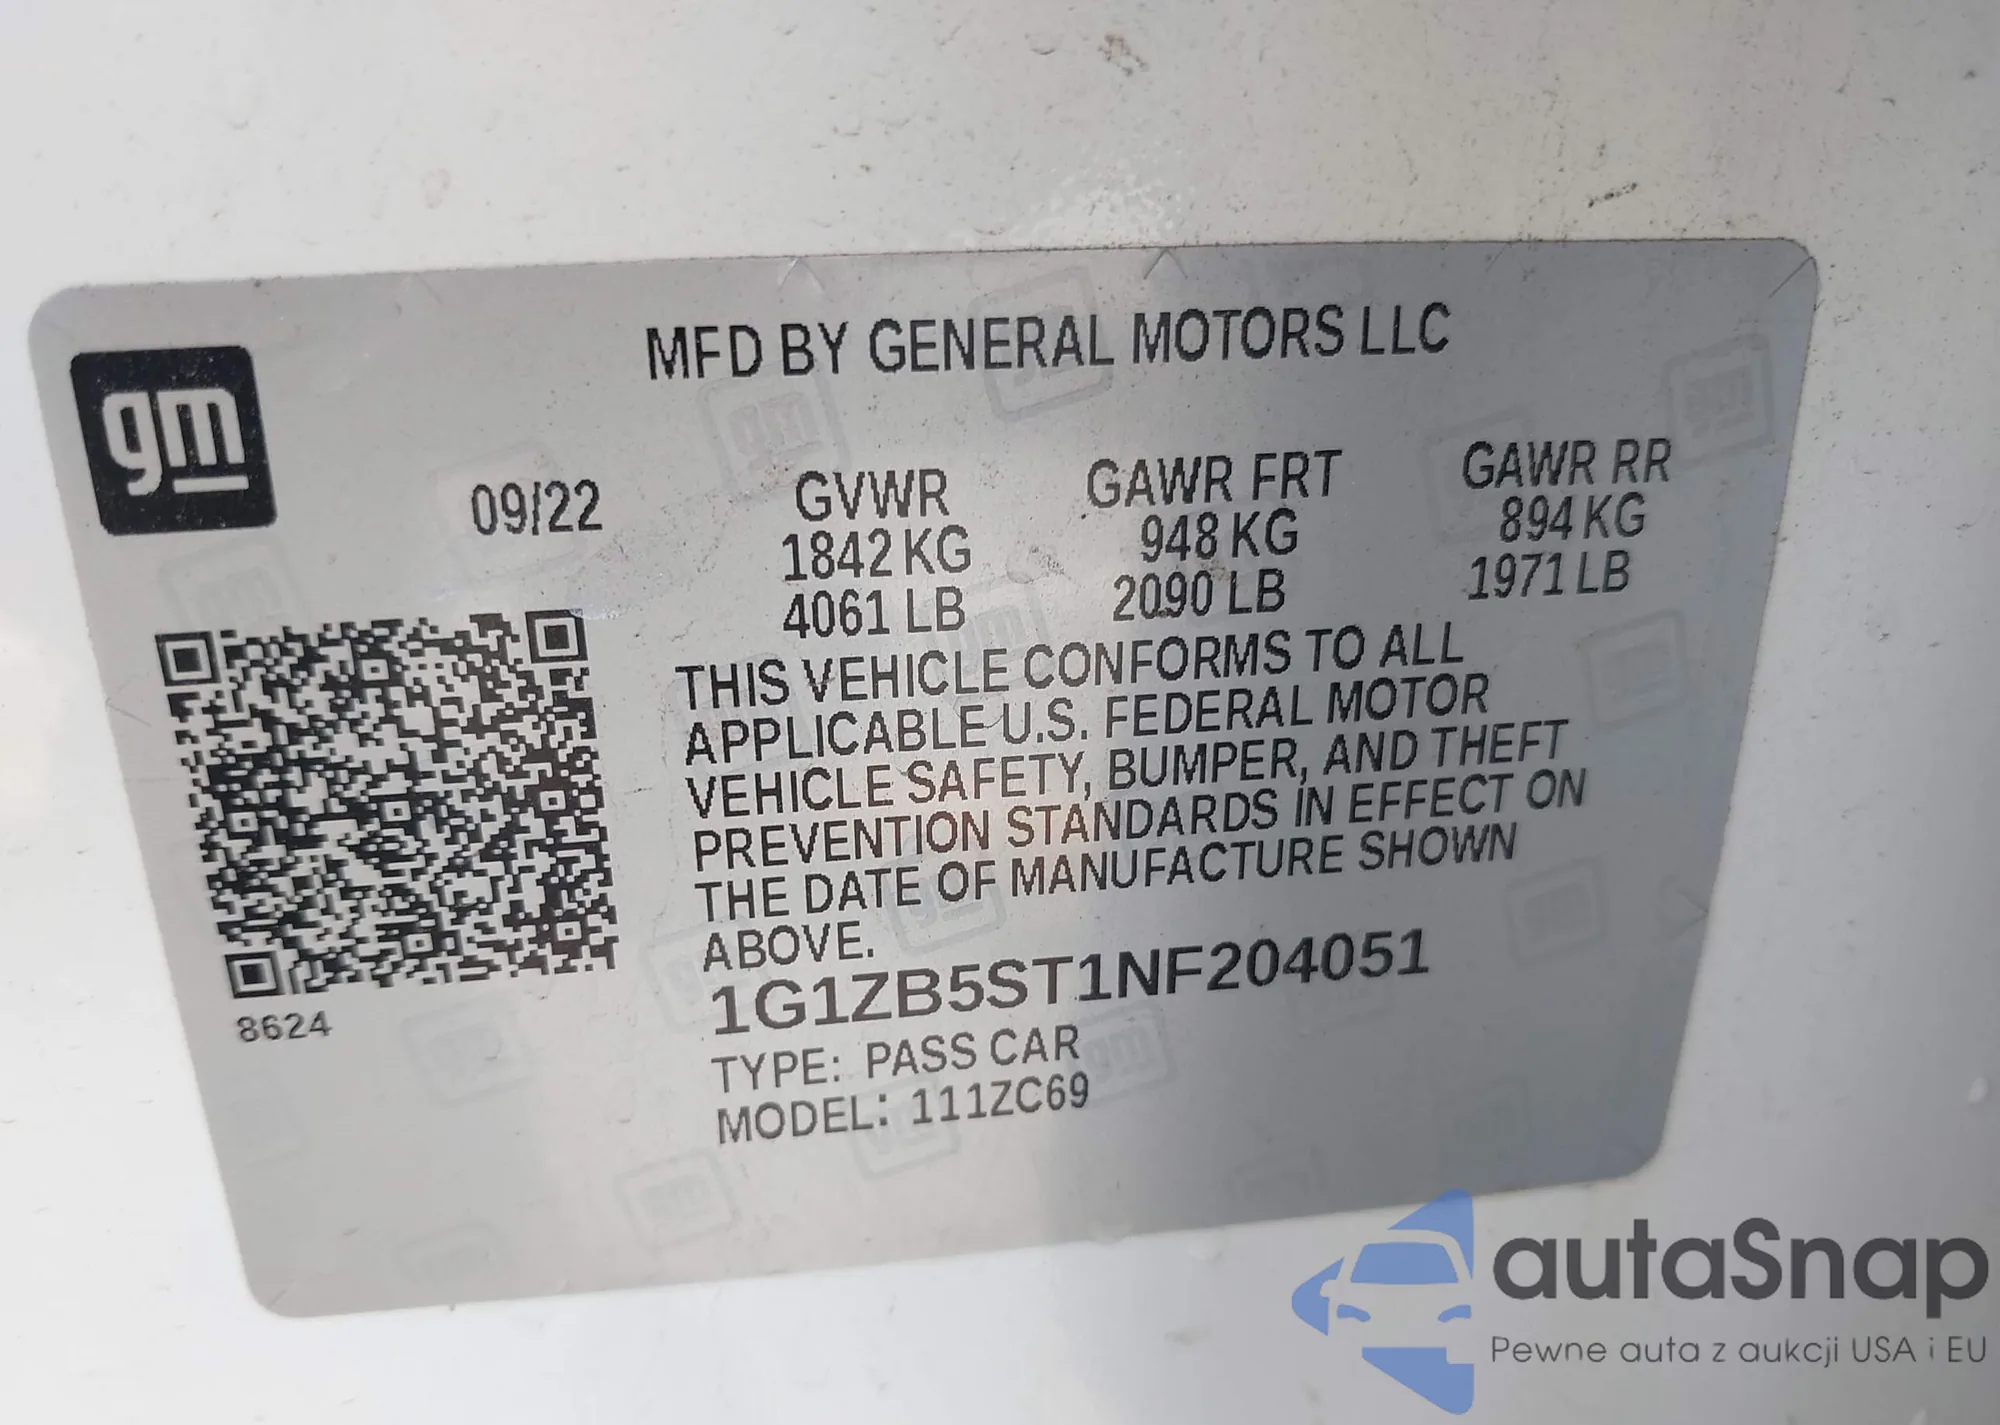 MFD BY GENERAL MOTORS LLC
gm
09/22
GVWR
1842 KG
4061 LB
GAWR FRT
948 KG
2090 LB
GAWR RR
894 KG
1971 LB
THIS VEHICLE CONFORMS TO ALL
APPLICABLE U.S. FEDERAL MOTOR
VEHICLE SAFETY, BUMPER, AND THEFT
PREVENTION STANDARDS IN EFFECT ON
THE DATE OF MANUFACTURE SHOWN
ABOVE.
1G1ZB5ST1NF204051
8624
TYPE: PASS CAR
MODEL: 111ZC69
autaSnap
Pewne auta z aukcji USA i EU